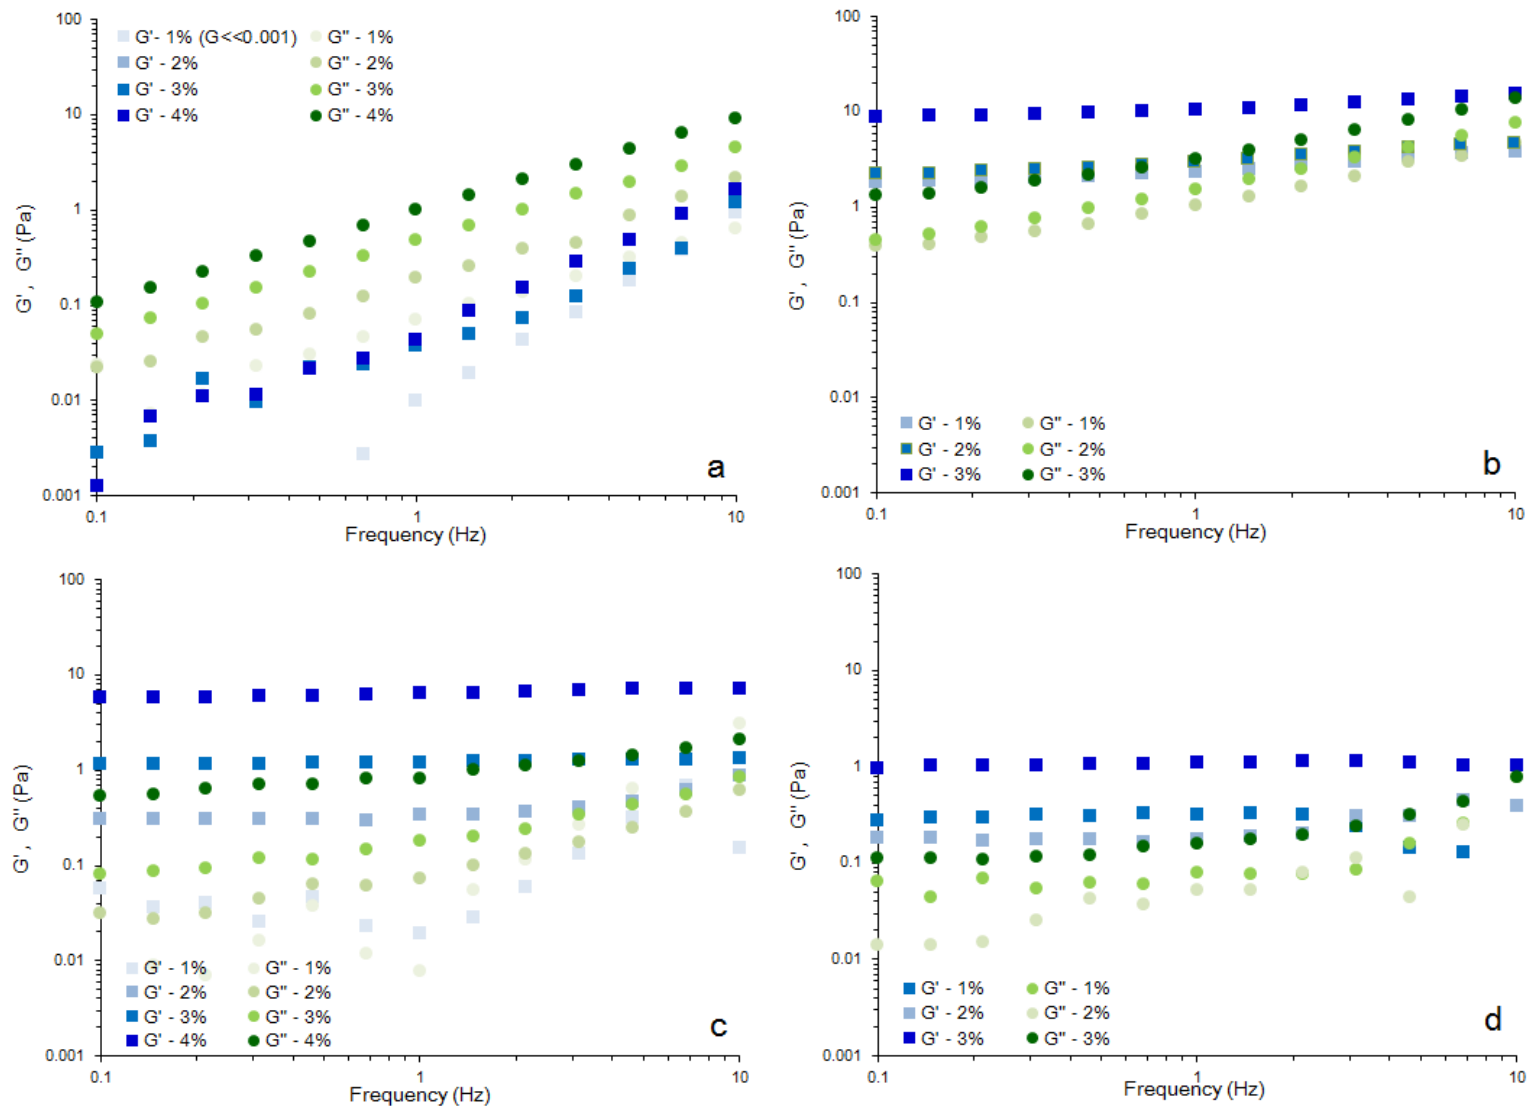 100
10
1
0.1
0.01
0.001
G', G" (Pa)
G'- 1% (G<<0.001)
G" - 1%
G' - 2%
G" - 2%
G' - 3%
G" - 3%
G' - 4%
G" - 4%
a
0.1
1
10
Frequency (Hz)
100
10
1
0.1
0.01
0.001
G', G" (Pa)
G' - 1%
G" - 1%
G' - 2%
G" - 2%
G' - 3%
G" - 3%
b
0.1
1
10
Frequency (Hz)
100
10
1
0.1
0.01
0.001
G', G" (Pa)
G' - 1%
G" - 1%
G' - 2%
G" - 2%
G' - 3%
G" - 3%
G' - 4%
G" - 4%
c
0.1
1
10
Frequency (Hz)
100
10
1
0.1
0.01
0.001
G', G" (Pa)
G' - 1%
G" - 1%
G' - 2%
G" - 2%
G' - 3%
G" - 3%
d
0.1
1
10
Frequency (Hz)